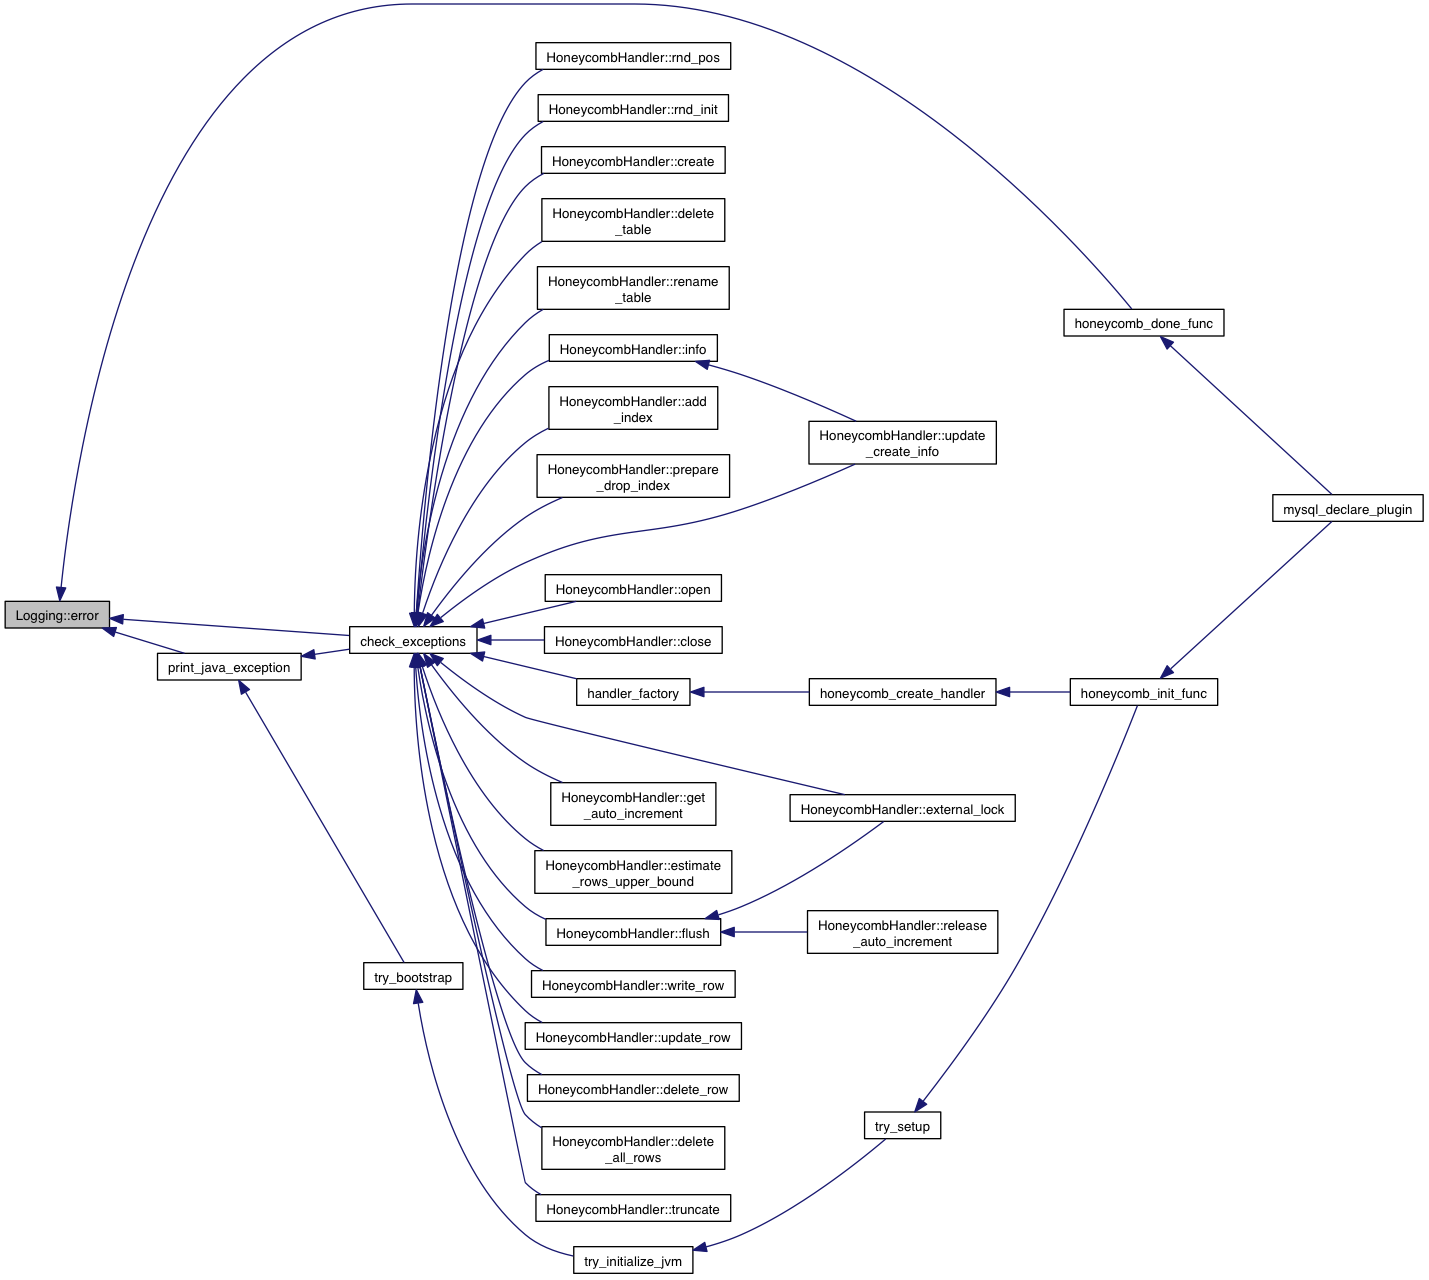 HoneycombHandler::rnd_pos
HoneycombHandler::rnd_init
HoneycombHandler::create
HoneycombHandler::delete
_table
HoneycombHandler::rename
_table
honeycomb_done_func
HoneycombHandler::info
HoneycombHandler::add
_index
HoneycombHandler::update
_create_info
HoneycombHandler::prepare
_drop_index
mysql_declare_plugin
HoneycombHandler::open
Logging::error
check_exceptions
HoneycombHandler::close
print_java_exception
handler_factory
honeycomb_create_handler
honeycomb_init_func
HoneycombHandler::get
_auto_increment
HoneycombHandler::external_lock
HoneycombHandler::estimate
_rows_upper_bound
HoneycombHandler::flush
HoneycombHandler::release
_auto_increment
try_bootstrap
HoneycombHandler::write_row
HoneycombHandler::update_row
HoneycombHandler::delete_row
try_setup
HoneycombHandler::delete
_all_rows
HoneycombHandler::truncate
try_initialize_jvm